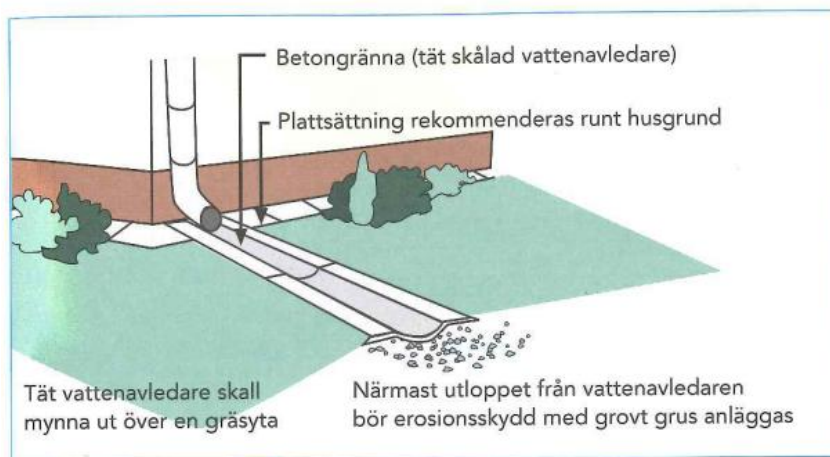 Betongränna (tät skålad vattenavledare)
Plattsättning rekommenderas runt husgrund
Tät vattenavledare skall
mynna ut över en gräsyta
Närmast utloppet från vattenavledaren
bör erosionsskydd med grovt grus anläggas